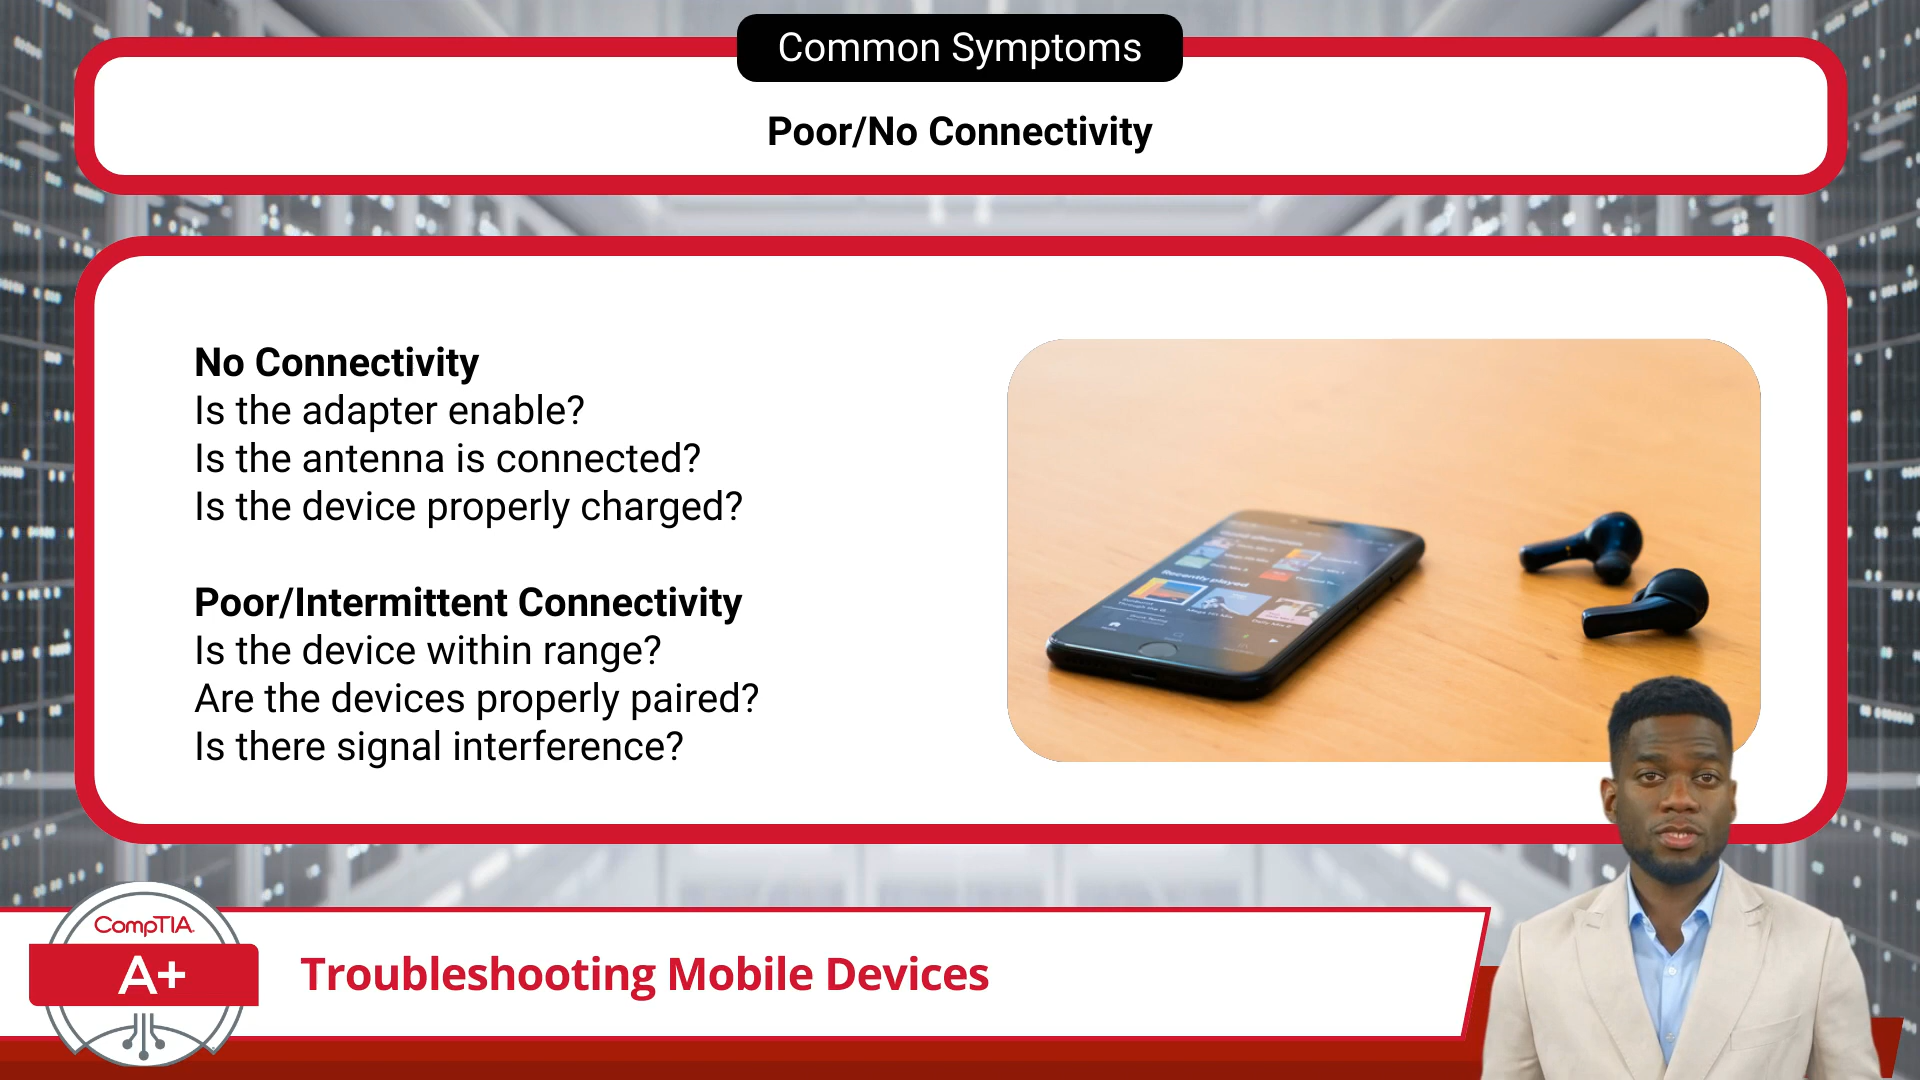 Common Symptoms
Poor/No Connectivity
No Connectivity
Is the adapter enable?
Is the antenna is connected?
Is the device properly charged?
Poor/Intermittent Connectivity
Is the device within range?
Are the devices properly paired?
Is there signal interference?
Recently played
CompTIA.
A+
Troubleshooting Mobile Devices